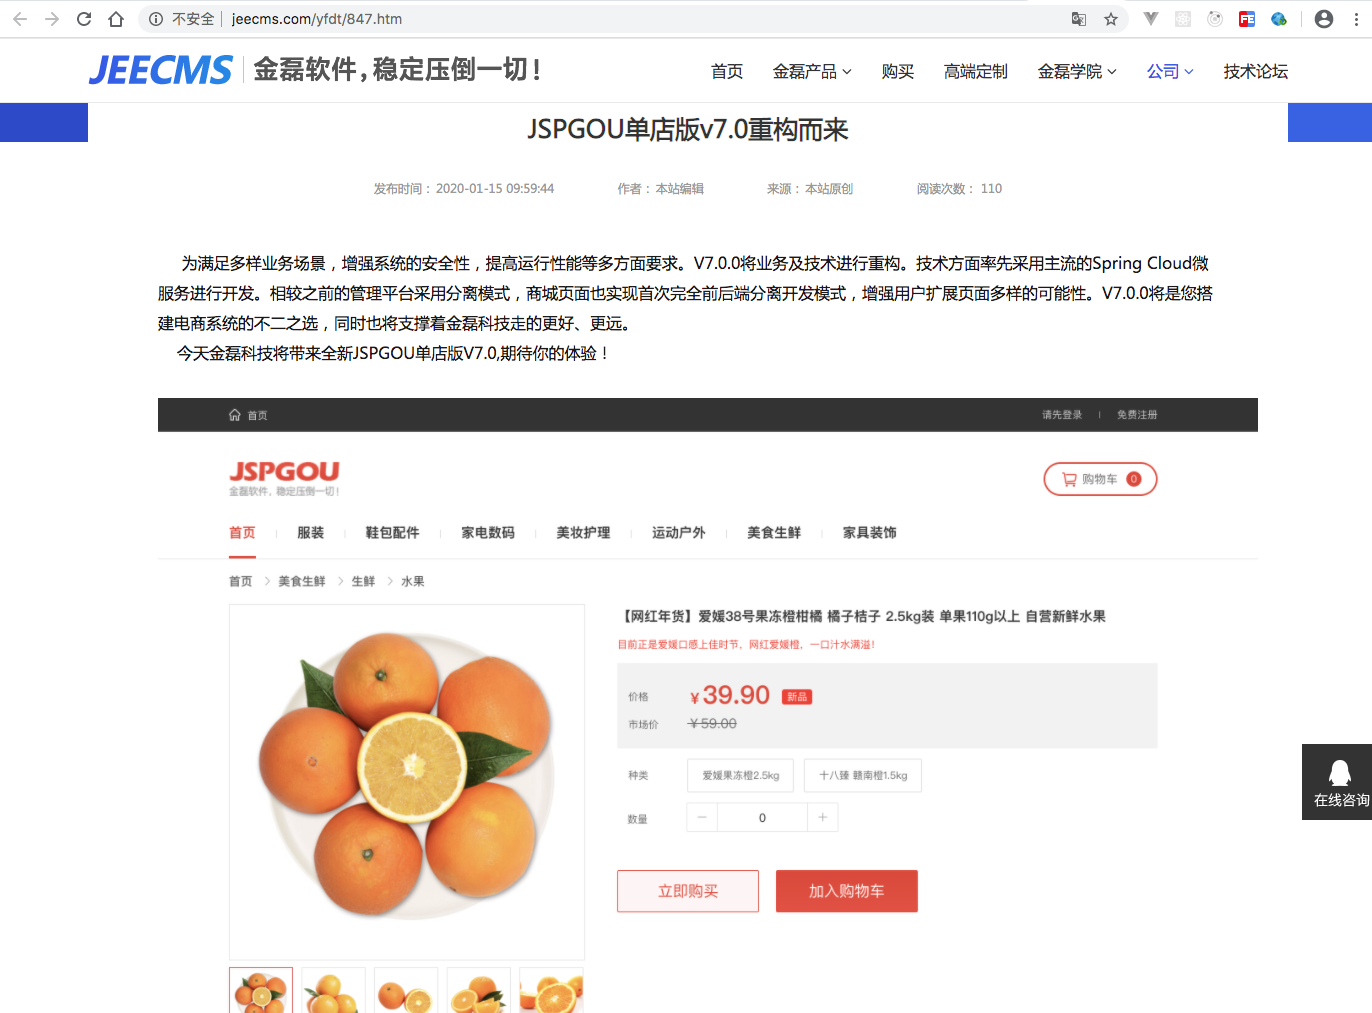 不安全 | jeecms.com/yfdt/847.htm
JEECMS 金磊软件，稳定压倒一切！
首页 金磊产品 购买 高端定制 金磊学院 公司 技术论坛
JSPGOU单店版v7.0重构而来
发布时间：2020-01-15 09:59:44 作者：本站编辑 来源：本站原创 阅读次数： 110
为满足多样业务场景，增强系统的安全性，提高运行性能等多方面要求。V7.0.0将业务及技术进行重构。技术方面率先采用主流的Spring Cloud微
服务进行开发。相较之前的管理平台采用分离模式，商城页面也实现首次完全前后端分离开发模式，增强用户扩展页面多样的可能性。V7.0.0将是您搭
建电商系统的不二之选，同时也将支撑着金磊科技走的更好、更远。
今天金磊科技将带来全新JSPGOU单店版V7.0,期待你的体验！
首页 请先登录 | 免费注册
JSPGOU
金磊软件，稳定压倒一切！
购物车 0
首页 服装 鞋包配件 家电数码 美妆护理 运动户外 美食生鲜 家具装饰
首页 > 美食生鲜 > 生鲜 > 水果
【网红年货】爱媛38号果冻橙柑橘 橘子桔子 2.5kg装 单果110g以上 自营新鲜水果
目前正是爱媛口感上佳时节，网红爱媛橙，一口汁水满溢！
价格 ¥39.90 新品
市场价 ¥59.00
种类 爱媛果冻橙2.5kg 十八臻 赣南橙1.5kg
数量 － 0 ＋
立即购买 加入购物车
在线咨询